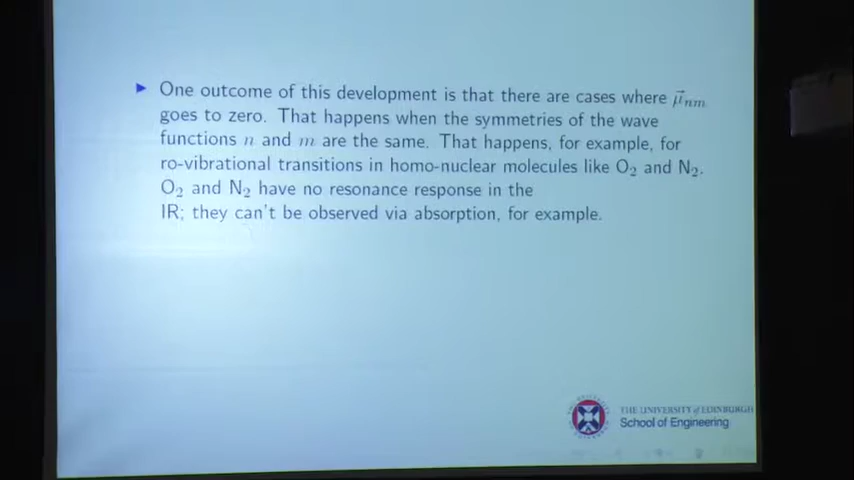 One outcome of this development is that there are cases where μ⃗ₙₘ
goes to zero. That happens when the symmetries of the wave
functions n and m are the same. That happens, for example, for
ro-vibrational transitions in homo-nuclear molecules like O₂ and N₂.
O₂ and N₂ have no resonance response in the
IR; they can't be observed via absorption, for example.
THE UNIVERSITY of EDINBURGH
School of Engineering